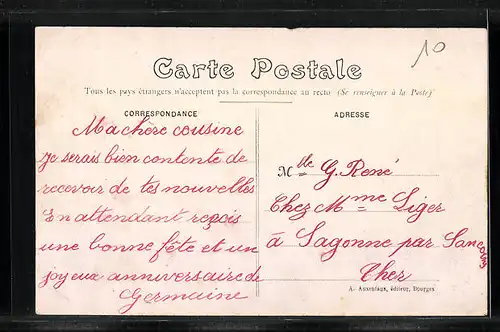 10
Carte Postale
Tous les pays étrangers n'acceptent pas la correspondance au recto (Se renseigner à la Poste)
CORRESPONDANCE
Ma chère cousine
je serais bien contente de
recevoir de tes nouvelles
En attendant reçois
une bonne fête et un
joyeux anniversaire de
Germaine
ADRESSE
Mlle G. René
Chez Mme Liger
à Sagonne par Sancoins
Cher
A. Auxenfans, éditeur, Bourges